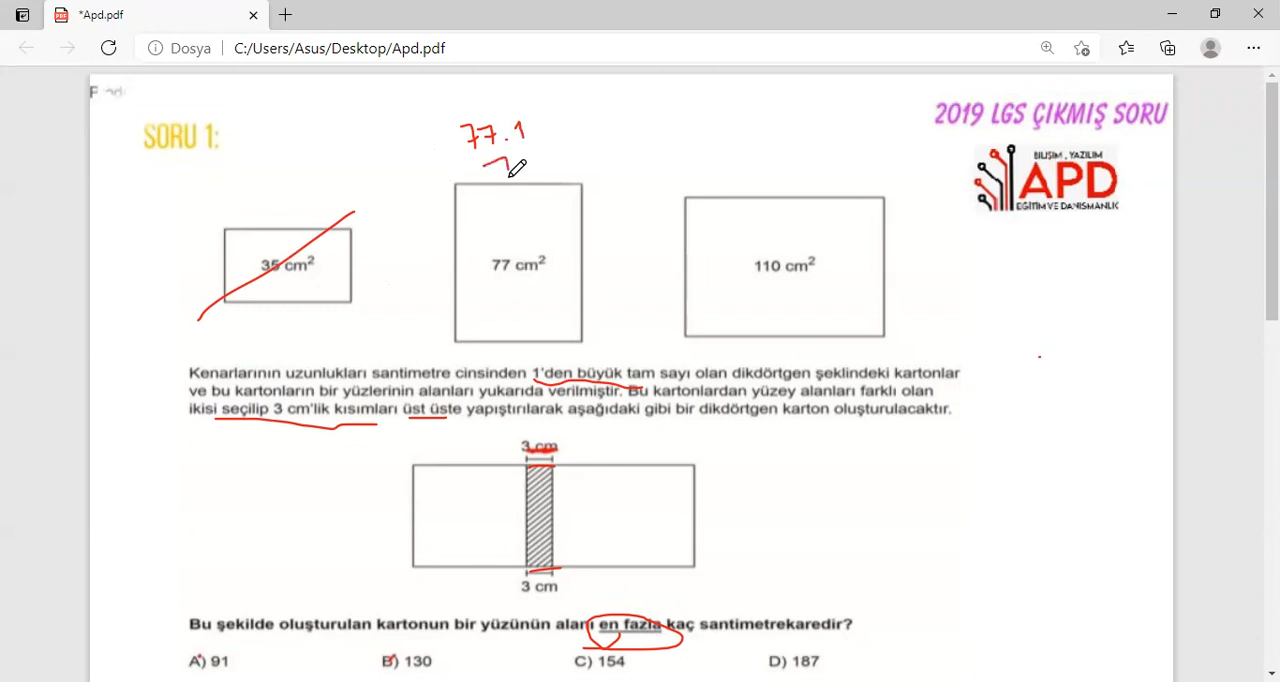 *Apd.pdf
Dosya C:/Users/Asus/Desktop/Apd.pdf
2019 LGS ÇIKMIŞ SORU
SORU 1:
77.1
7
BİLİŞİM, YAZILIM
APD
EĞİTİM VE DANIŞMANLIK
35 cm²
77 cm²
110 cm²
Kenarlarının uzunlukları santimetre cinsinden 1'den büyük tam sayı olan dikdörtgen şeklindeki kartonlar
ve bu kartonların bir yüzlerinin alanları yukarıda verilmiştir. Bu kartonlardan yüzey alanları farklı olan
ikisi seçilip 3 cm'lik kısımları üst üste yapıştırılarak aşağıdaki gibi bir dikdörtgen karton oluşturulacaktır.
3 cm
3 cm
Bu şekilde oluşturulan kartonun bir yüzünün alanı en fazla kaç santimetrekaredir?
A) 91 B) 130 C) 154 D) 187